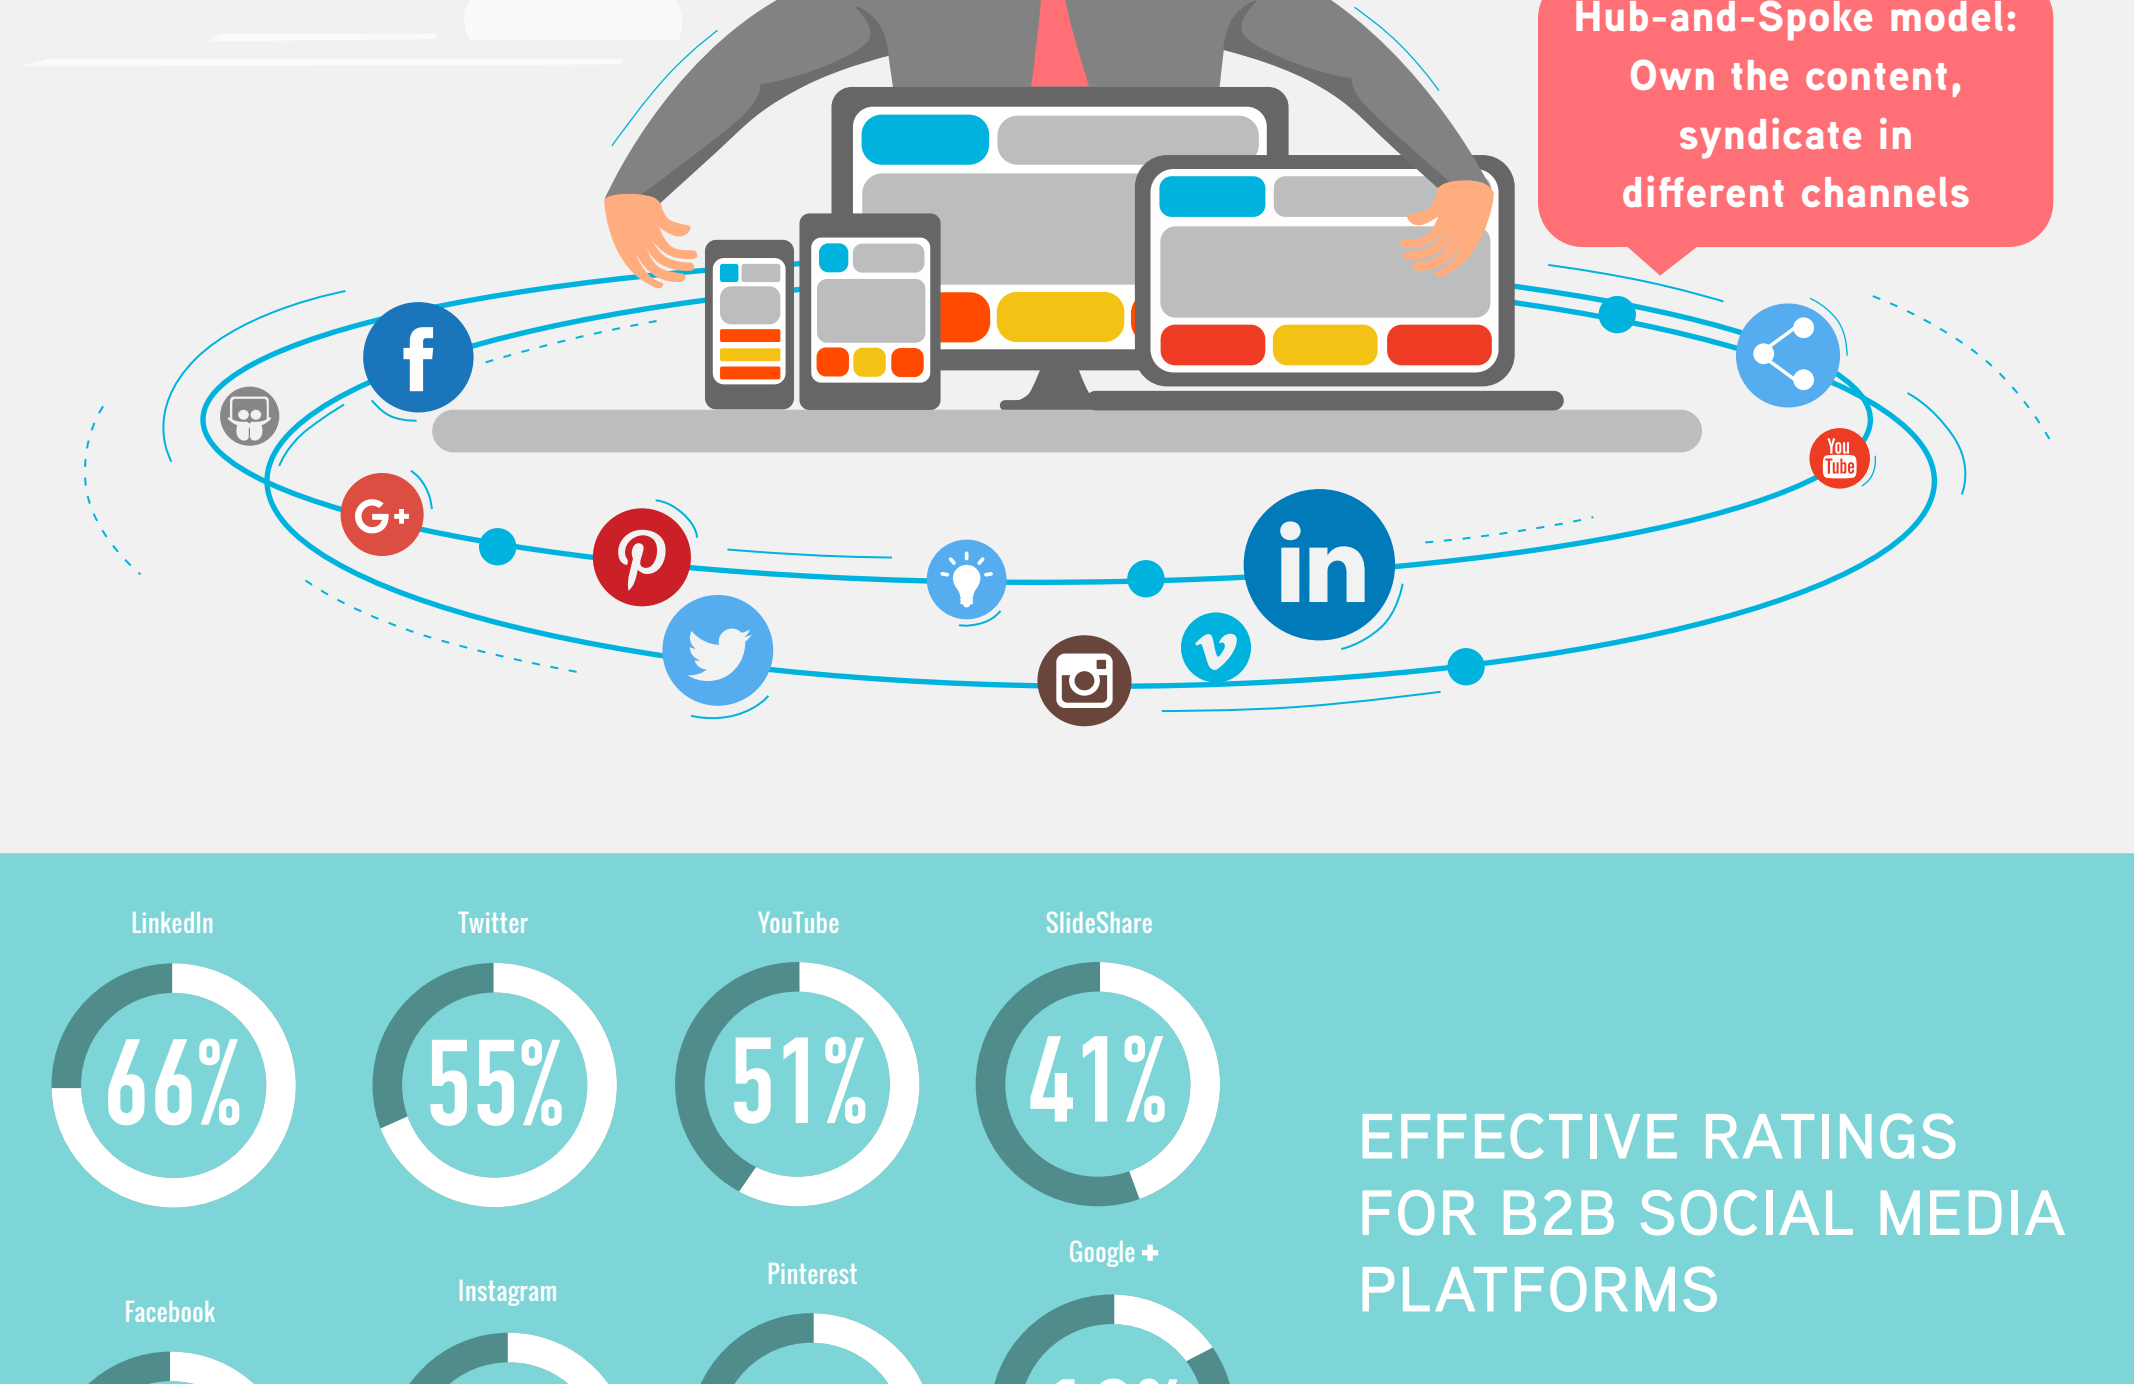 Hub-and-Spoke model:
Own the content,
syndicate in
different channels
f
You
Tube
G+
in
LinkedIn
Twitter
YouTube
SlideShare
66%
55%
51%
41%
EFFECTIVE RATINGS
FOR B2B SOCIAL MEDIA
PLATFORMS
Google +
Pinterest
Instagram
Facebook